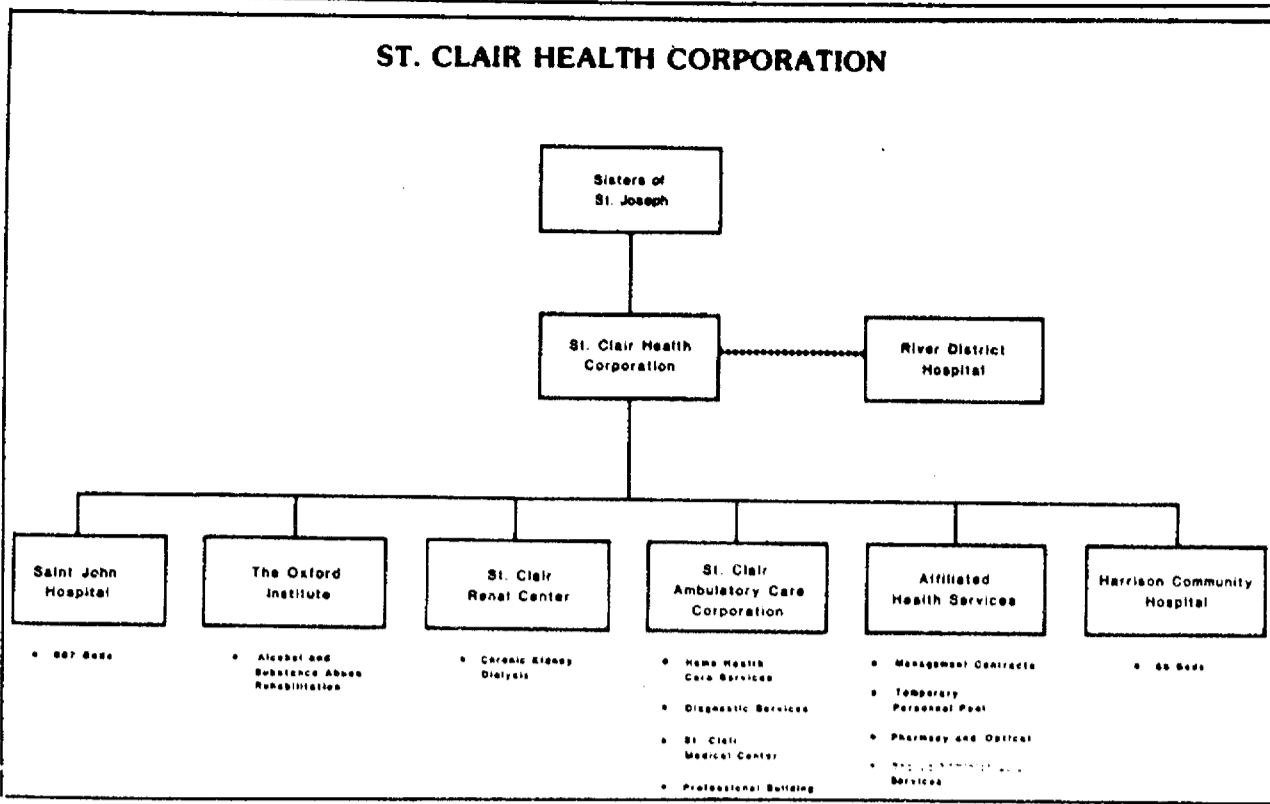 ST. CLAIR HEALTH CORPORATION
Sisters of
St. Joseph
St. Clair Health
Corporation
River District
Hospital
Saint John
Hospital
The Oxford
Institute
St. Clair
Renal Center
St. Clair
Ambulatory Care
Corporation
Affiliated
Health Services
Harrison Community
Hospital
• Beds
• Alcohol and
Substance Abuse
Rehabilitation
• Chronic Kidney
Dialysis
• Home Health
Care Services
• Diagnostic Services
• St. Clair
Medical Center
• Professional Building
• Management Contracts
• Temporary
Personnel Pool
• Pharmacy and Optical
• Services
• Beds